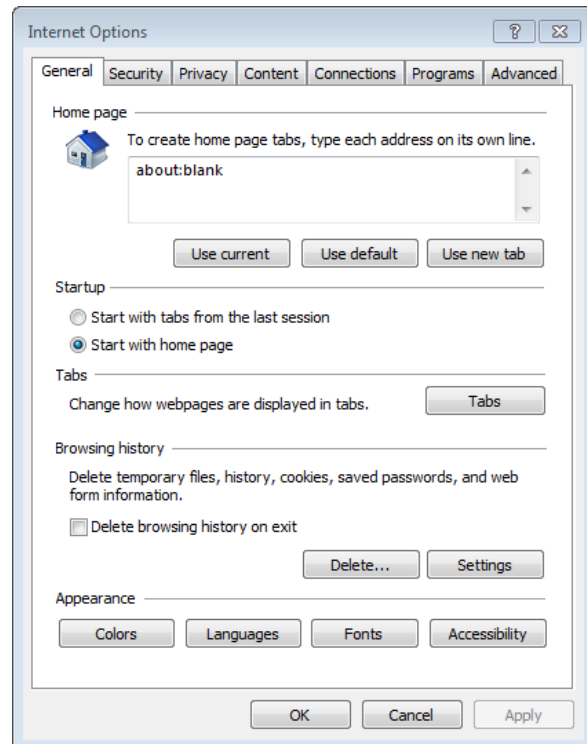 Internet Options
General Security Privacy Content Connections Programs Advanced
Home page
To create home page tabs, type each address on its own line.
about:blank
Use current Use default Use new tab
Startup
Start with tabs from the last session
Start with home page
Tabs
Change how webpages are displayed in tabs. Tabs
Browsing history
Delete temporary files, history, cookies, saved passwords, and web
form information.
Delete browsing history on exit
Delete... Settings
Appearance
Colors Languages Fonts Accessibility
OK Cancel Apply